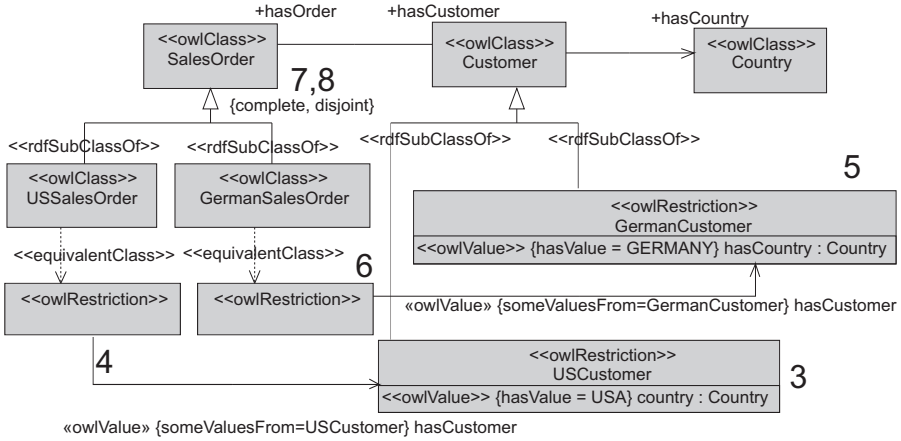 +hasOrder
+hasCustomer
+hasCountry
<<owlClass>>
SalesOrder
<<owlClass>>
Customer
<<owlClass>>
Country
7,8
{complete, disjoint}
<<rdfSubClassOf>>
<<rdfSubClassOf>>
<<rdfSubClassOf>>
<<rdfSubClassOf>>
<<owlClass>>
USSalesOrder
<<owlClass>>
GermanSalesOrder
5
<<owlRestriction>>
GermanCustomer
<<owlValue>> {hasValue = GERMANY} hasCountry : Country
<<equivalentClass>>
<<equivalentClass>>
6
<<owlRestriction>>
<<owlRestriction>>
«owlValue» {someValuesFrom=GermanCustomer} hasCustomer
4
<<owlRestriction>>
USCustomer
<<owlValue>> {hasValue = USA} country : Country
3
«owlValue» {someValuesFrom=USCustomer} hasCustomer